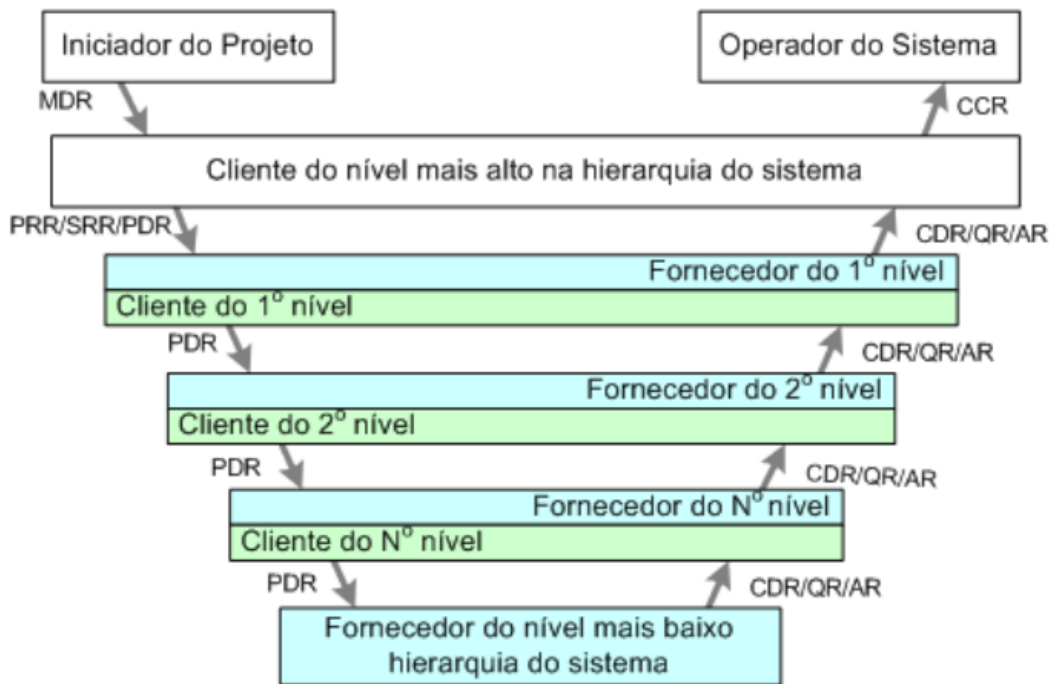 Iniciador do Projeto
Operador do Sistema
MDR
CCR
Cliente do nível mais alto na hierarquia do sistema
PRR/SRR/PDR
CDR/QR/AR
Fornecedor do 1º nível
Cliente do 1º nível
PDR
CDR/QR/AR
Fornecedor do 2º nível
Cliente do 2º nível
PDR
CDR/QR/AR
Fornecedor do Nº nível
Cliente do Nº nível
PDR
CDR/QR/AR
Fornecedor do nível mais baixo
hierarquia do sistema